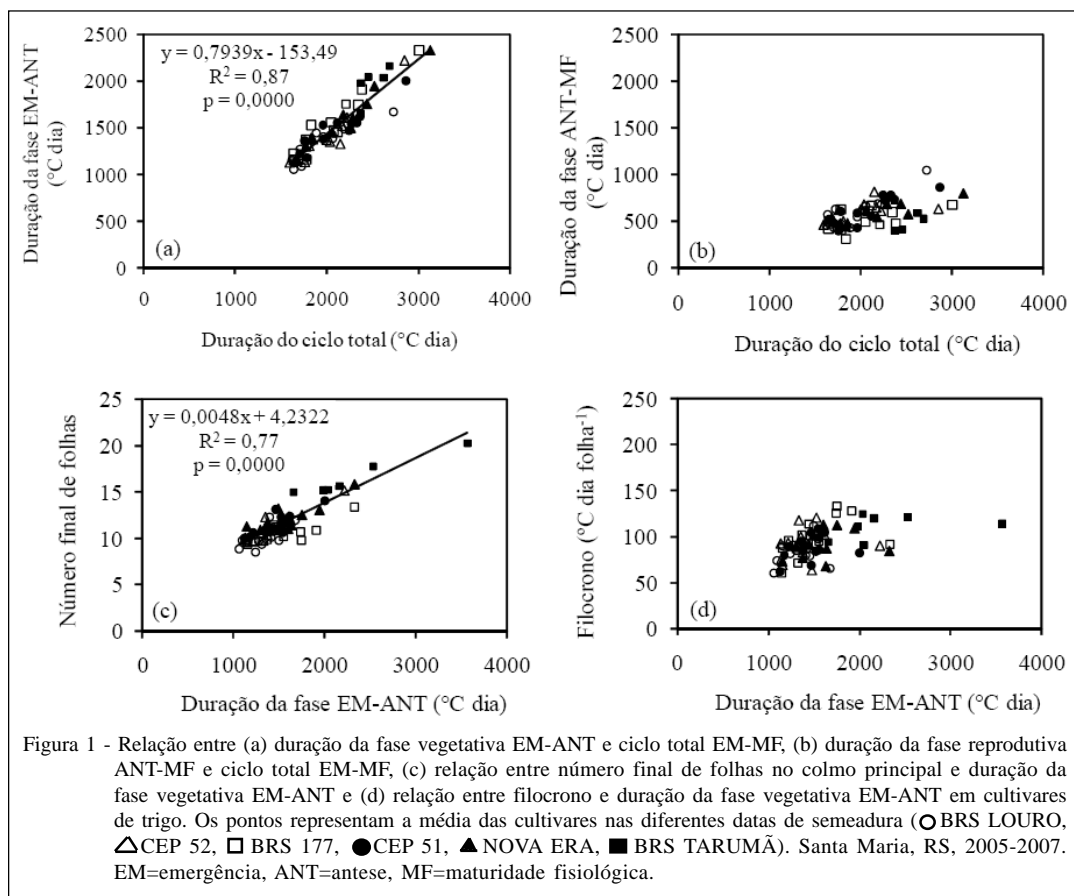 2500
2000
1500
1000
500
0
y = 0,7939x - 153,49
R² = 0,87
p = 0,0000
(a)
0 1000 2000 3000 4000
Duração da fase EM-ANT
(°C dia)
Duração do ciclo total (°C dia)
2500
2000
1500
1000
500
0
(b)
0 1000 2000 3000 4000
Duração da fase ANT-MF
(°C dia)
Duração do ciclo total (°C dia)
25
20
15
10
5
0
y = 0,0048x + 4,2322
R² = 0,77
p = 0,0000
(c)
0 1000 2000 3000 4000
Número final de folhas
Duração da fase EM-ANT (°C dia)
250
200
150
100
50
0
(d)
0 1000 2000 3000 4000
Filocrono (°C dia folha⁻¹)
Duração da fase EM-ANT (°C dia)
Figura 1 - Relação entre (a) duração da fase vegetativa EM-ANT e ciclo total EM-MF, (b) duração da fase reprodutiva
ANT-MF e ciclo total EM-MF, (c) relação entre número final de folhas no colmo principal e duração da
fase vegetativa EM-ANT e (d) relação entre filocrono e duração da fase vegetativa EM-ANT em cultivares
de trigo. Os pontos representam a média das cultivares nas diferentes datas de semeadura (○ BRS LOURO,
△ CEP 52, □ BRS 177, ● CEP 51, ▲ NOVA ERA, ■ BRS TARUMÃ). Santa Maria, RS, 2005-2007.
EM=emergência, ANT=antese, MF=maturidade fisiológica.